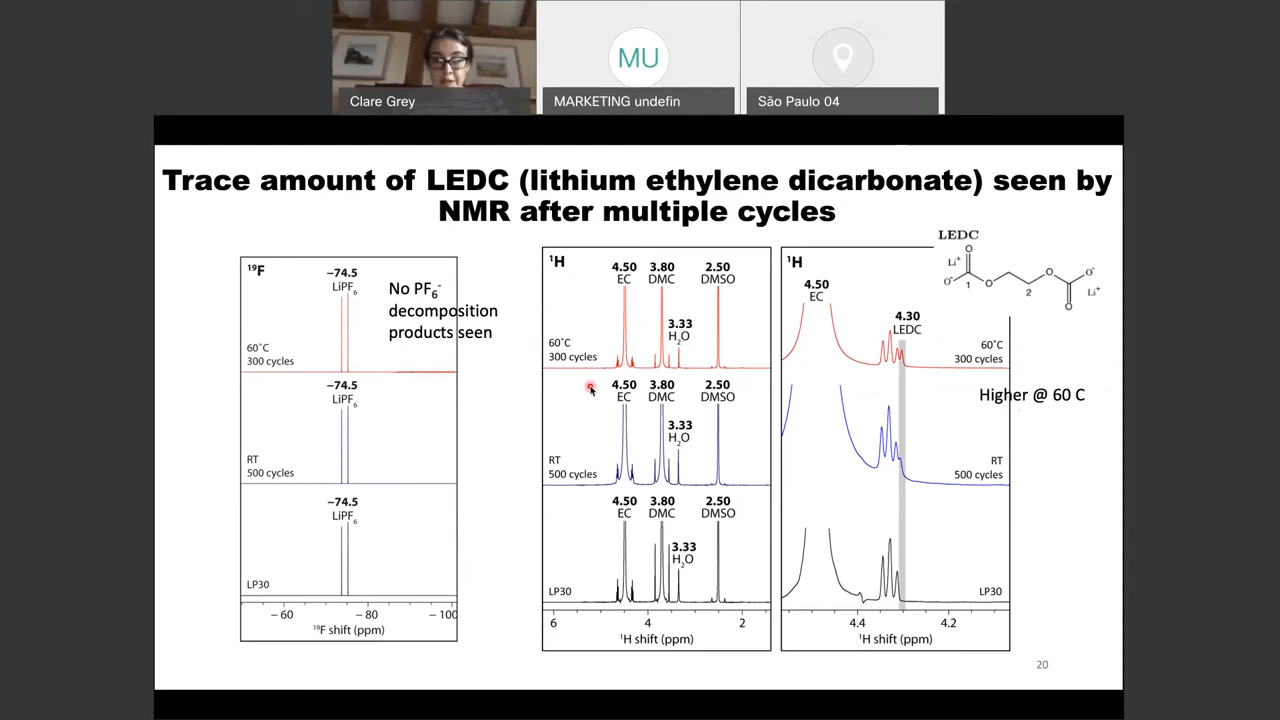 Clare Grey
MU
MARKETING undefin
São Paulo 04
Trace amount of LEDC (lithium ethylene dicarbonate) seen by
NMR after multiple cycles
¹⁹F
−74.5
LiPF₆
No PF₆⁻
decomposition
products seen
60˚C
300 cycles
−74.5
LiPF₆
RT
500 cycles
−74.5
LiPF₆
LP30
−60 −80 −100
¹⁹F shift (ppm)
¹H
4.50 3.80 2.50
EC DMC DMSO
3.33
H₂O
60˚C
300 cycles
4.50 3.80 2.50
EC DMC DMSO
3.33
H₂O
RT
500 cycles
4.50 3.80 2.50
EC DMC DMSO
3.33
H₂O
LP30
6 4 2
¹H shift (ppm)
¹H
4.50
EC
4.30
LEDC
60˚C
300 cycles
RT
500 cycles
LP30
4.4 4.2
¹H shift (ppm)
LEDC
O
Li⁺
O⁻
1
O
2
O
O⁻
Li⁺
O
Higher @ 60 C
20